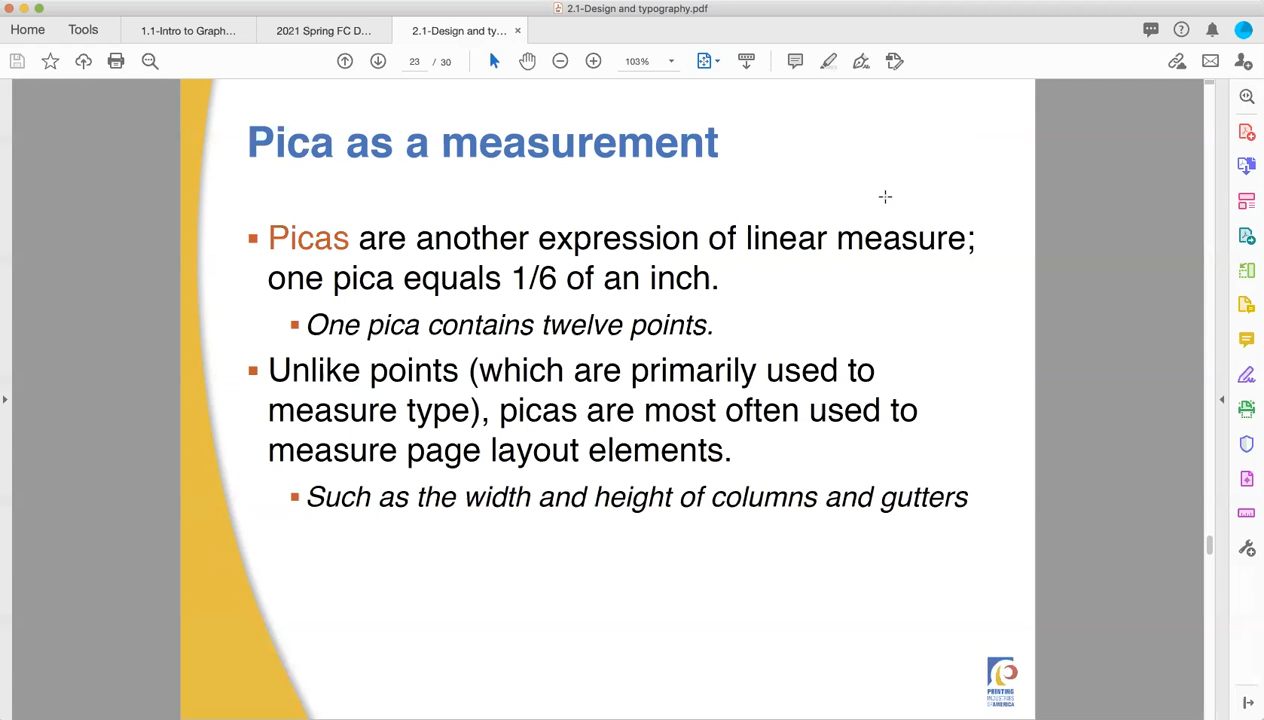 2.1-Design and typography.pdf
Home
Tools
1.1-Intro to Graph...
2021 Spring FC D...
2.1-Design and ty...
23 / 30
103%
Pica as a measurement
Picas are another expression of linear measure;
one pica equals 1/6 of an inch.
One pica contains twelve points.
Unlike points (which are primarily used to
measure type), picas are most often used to
measure page layout elements.
Such as the width and height of columns and gutters
PRINTING
INDUSTRIES
OF AMERICA